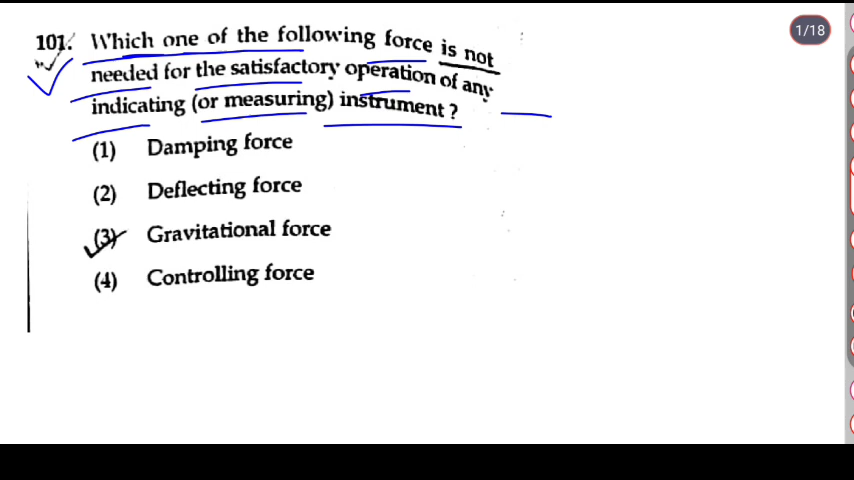 1/18
101. Which one of the following force is not
needed for the satisfactory operation of any
indicating (or measuring) instrument ?
(1) Damping force
(2) Deflecting force
(3) Gravitational force
(4) Controlling force